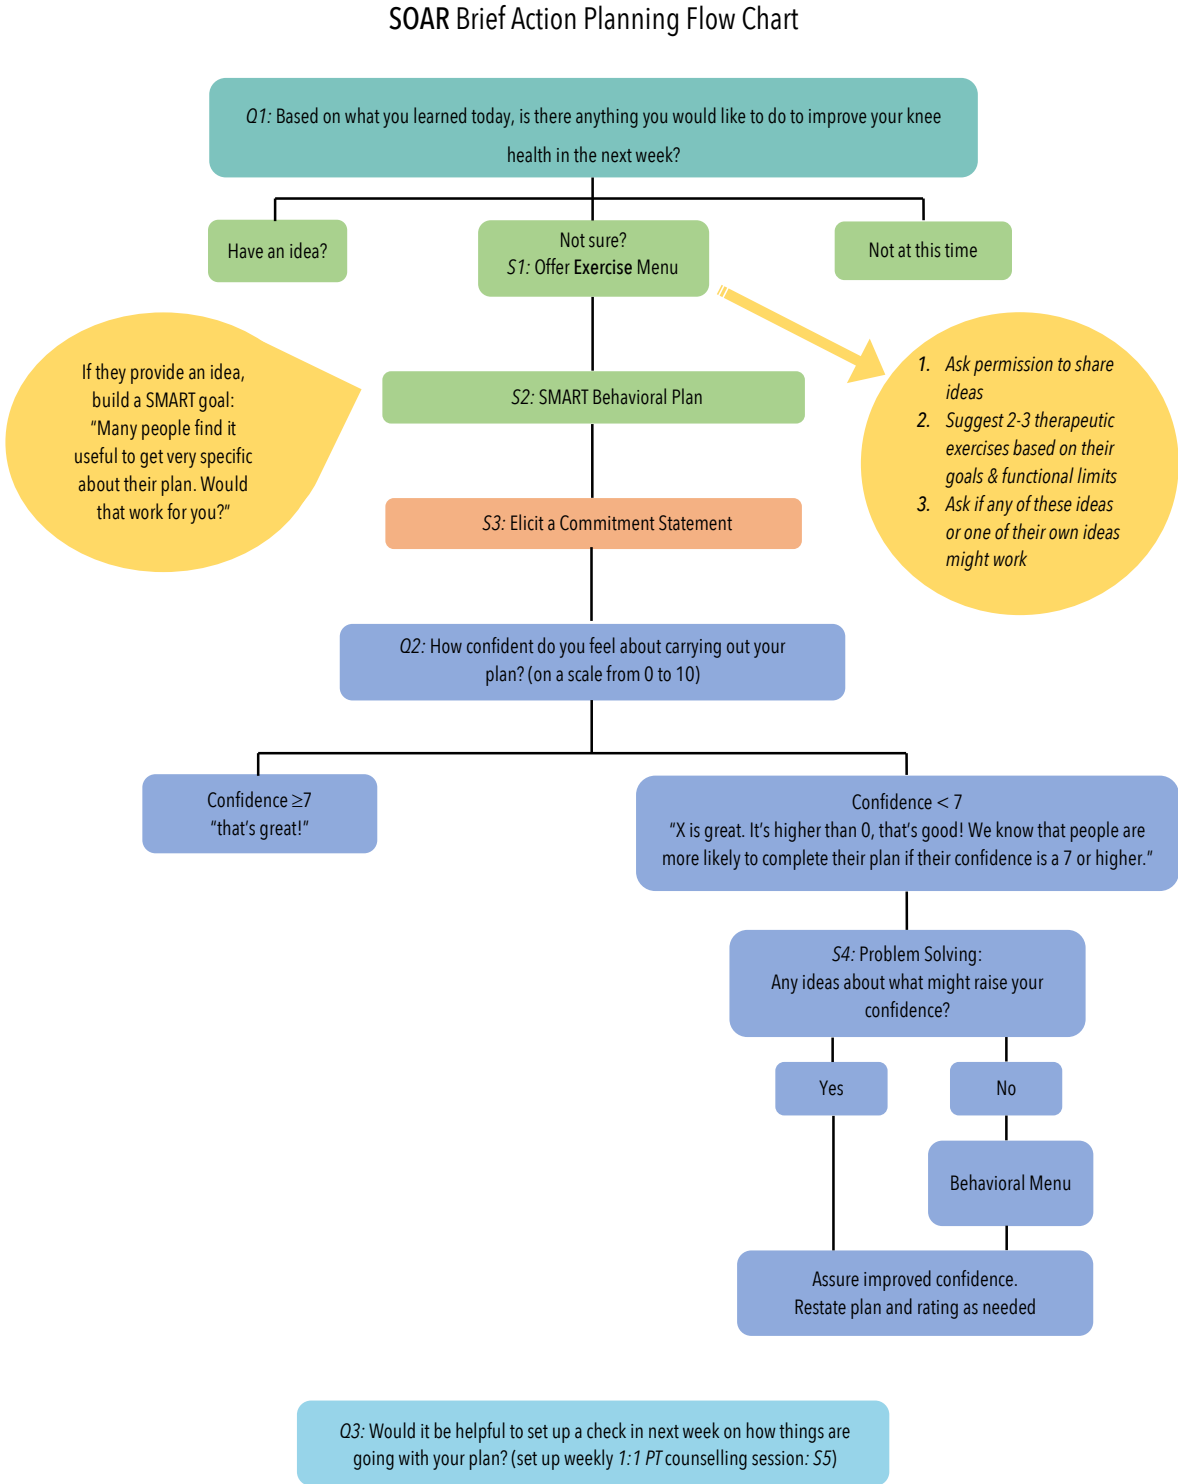 SOAR Brief Action Planning Flow Chart
Q1: Based on what you learned today, is there anything you would like to do to improve your knee
health in the next week?
Have an idea?
Not sure?
S1: Offer Exercise Menu
Not at this time
If they provide an idea,
build a SMART goal:
“Many people find it
useful to get very specific
about their plan. Would
that work for you?”
1. Ask permission to share
ideas
2. Suggest 2-3 therapeutic
exercises based on their
goals & functional limits
3. Ask if any of these ideas
or one of their own ideas
might work
S2: SMART Behavioral Plan
S3: Elicit a Commitment Statement
Q2: How confident do you feel about carrying out your
plan? (on a scale from 0 to 10)
Confidence ≥7
“that’s great!”
Confidence < 7
“X is great. It’s higher than 0, that’s good! We know that people are
more likely to complete their plan if their confidence is a 7 or higher.”
S4: Problem Solving:
Any ideas about what might raise your
confidence?
Yes
No
Behavioral Menu
Assure improved confidence.
Restate plan and rating as needed
Q3: Would it be helpful to set up a check in next week on how things are
going with your plan? (set up weekly 1:1 PT counselling session: S5)